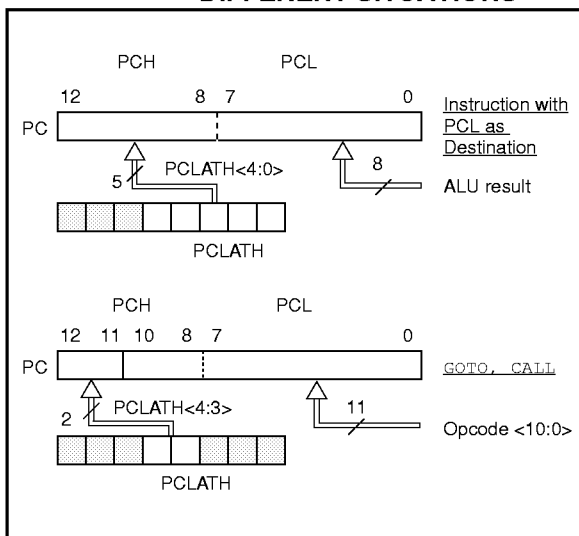 PCH PCL
12 8 7 0
PC
Instruction with
PCL as
Destination
5 PCLATH<4:0>
8
ALU result
PCLATH
PCH PCL
12 11 10 8 7 0
PC
GOTO, CALL
2 PCLATH<4:3>
11
Opcode <10:0>
PCLATH